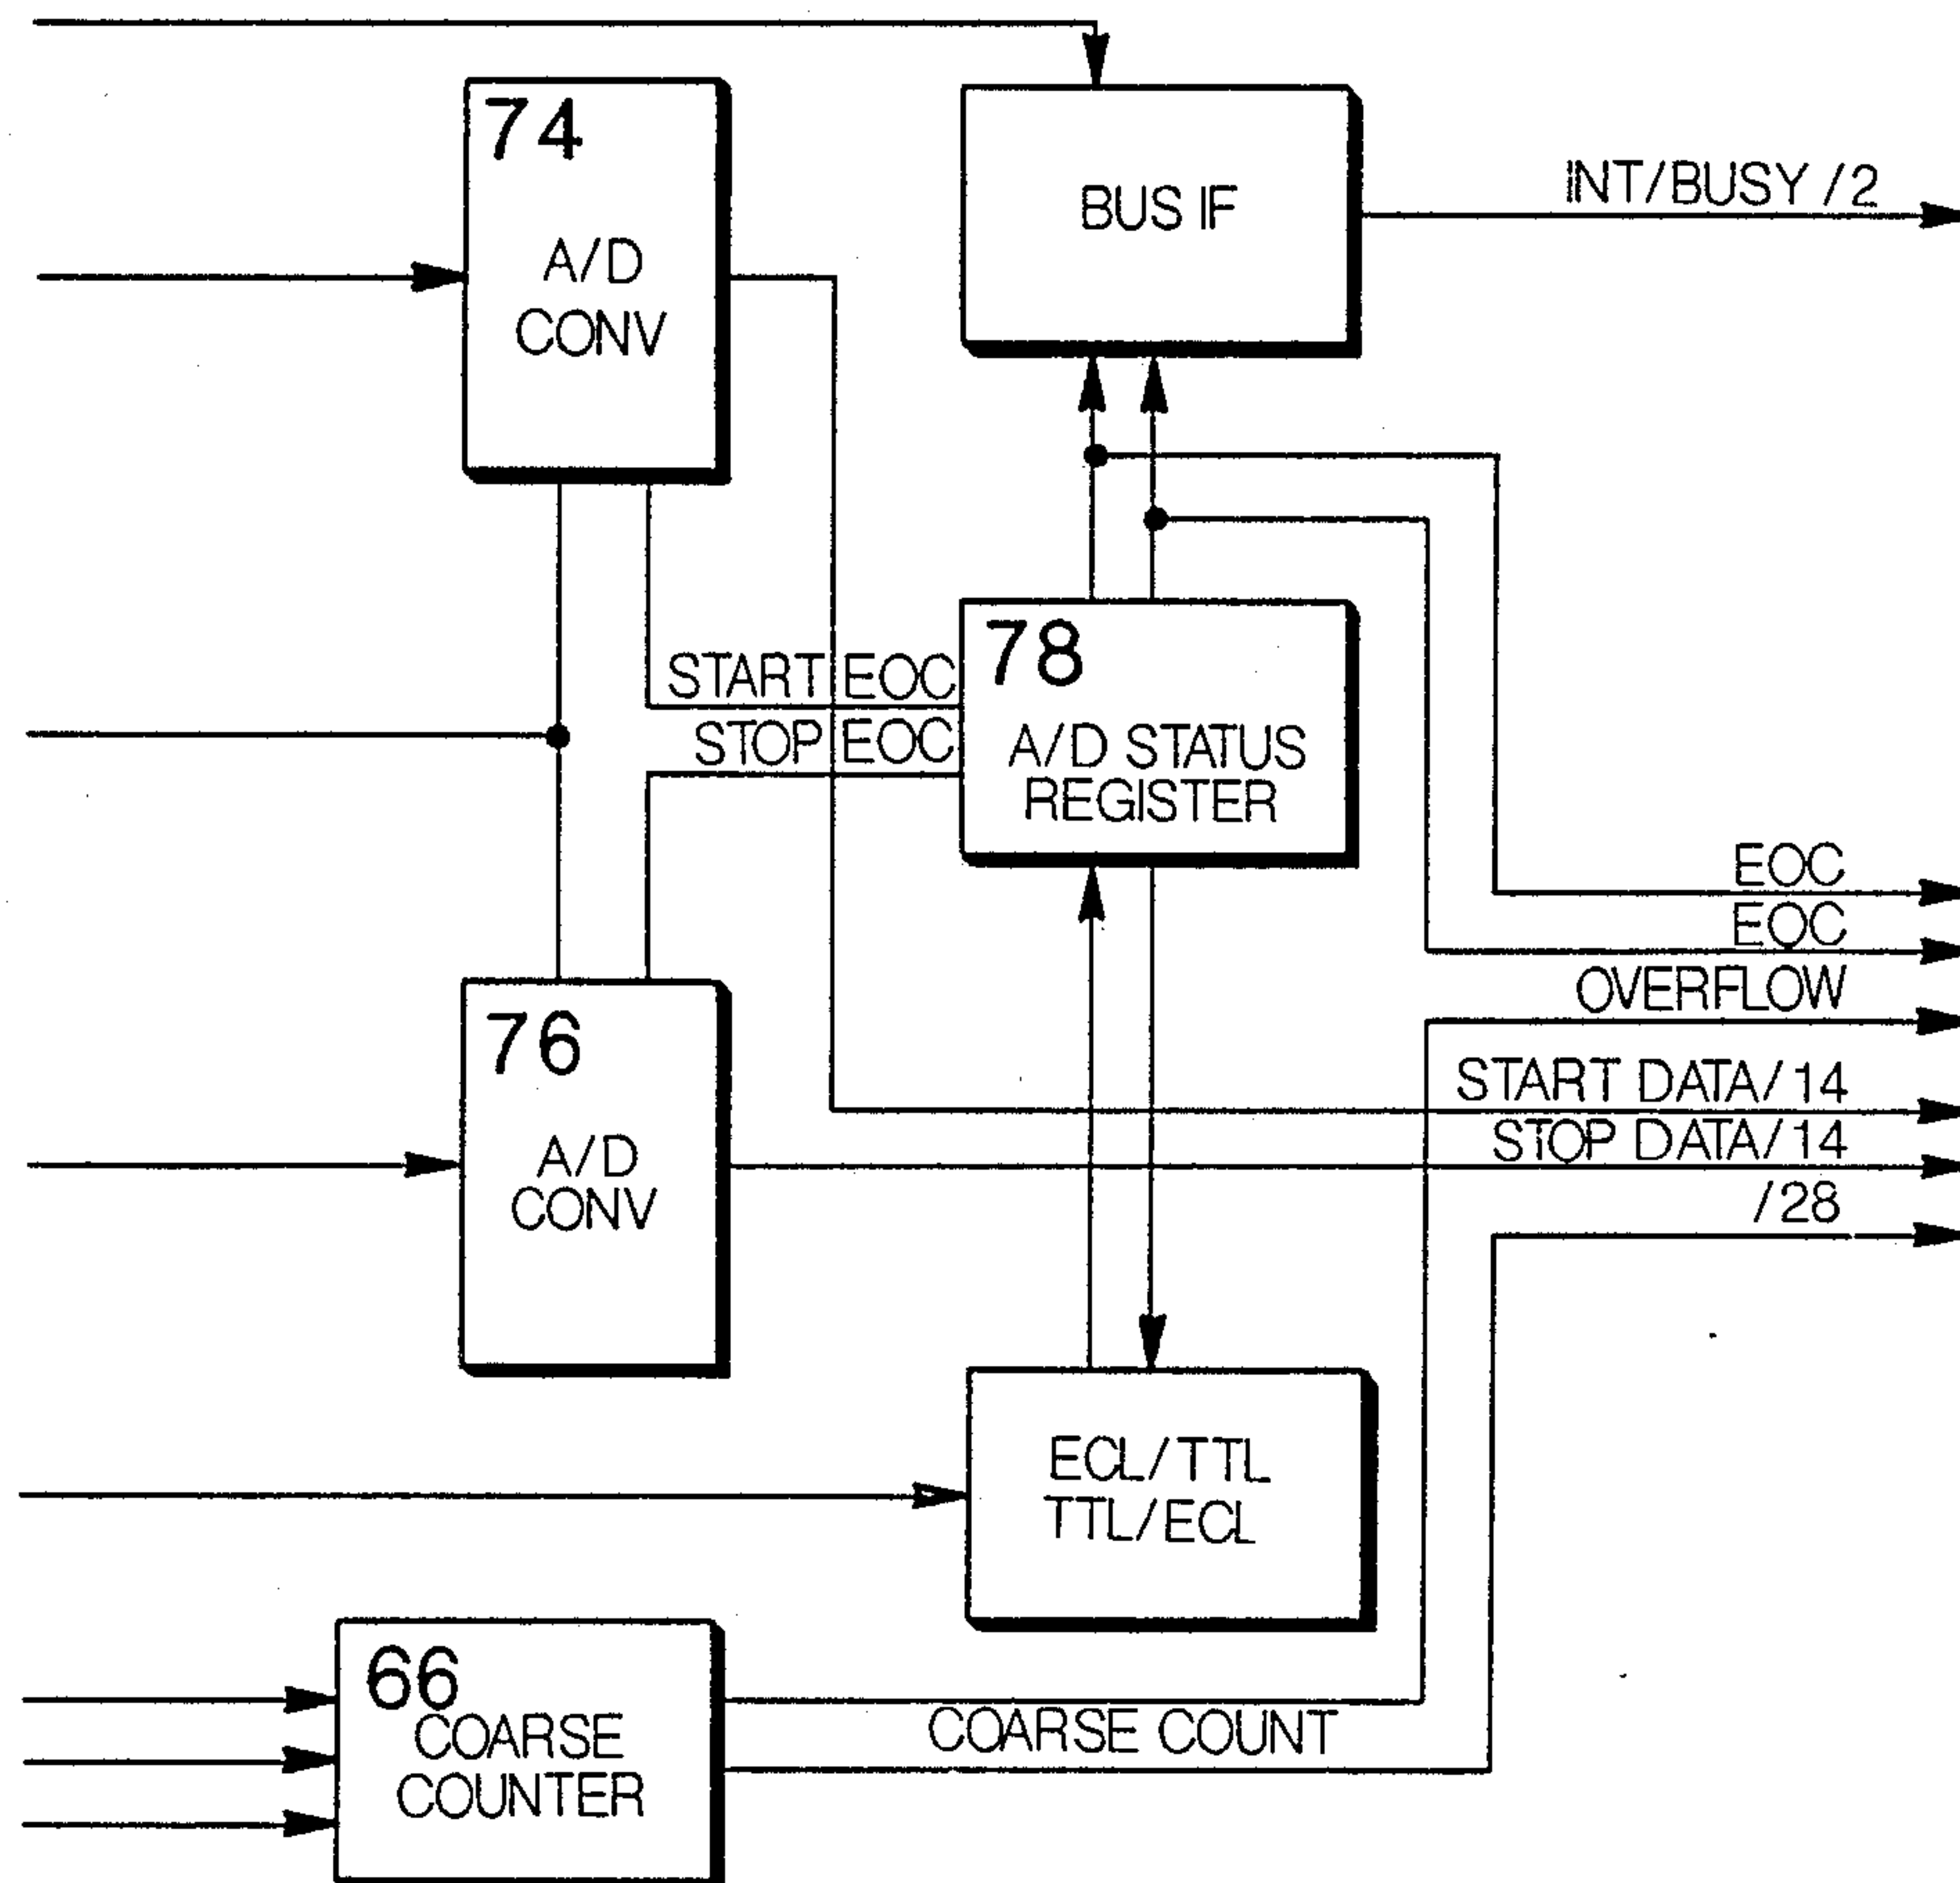 74
A/D
CONV
BUS IF
INT/BUSY /2
START EOC
STOP EOC
78
A/D STATUS
REGISTER
EOC
EOC
OVERFLOW
START DATA/14
STOP DATA/14
/28
76
A/D
CONV
ECL/TTL
TTL/ECL
66
COARSE
COUNTER
COARSE COUNT